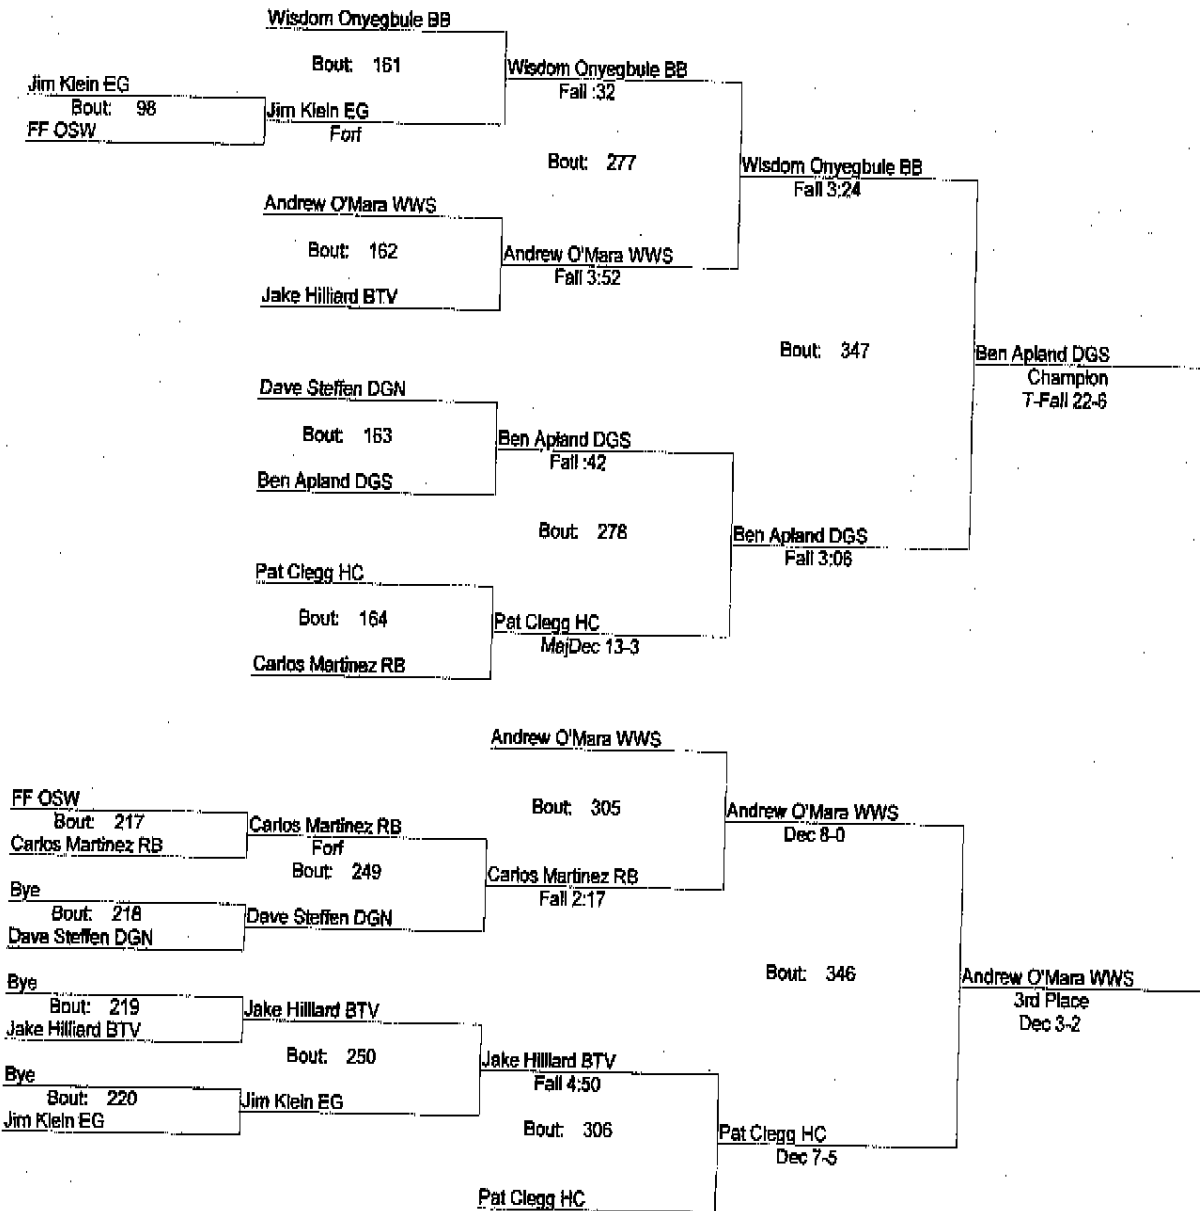 Wisdom Onyegbule BB
Bout: 161
Wisdom Onyegbule BB
Fall :32
Jim Klein EG
Bout: 98
Jim Klein EG
FF OSW
Forf
Bout: 277
Wisdom Onyegbule BB
Fall 3:24
Andrew O'Mara WWS
Bout: 162
Andrew O'Mara WWS
Fall 3:52
Jake Hilliard BTV
Bout: 347
Ben Apland DGS
Champion
T-Fall 22-6
Dave Steffen DGN
Bout: 163
Ben Apland DGS
Fall :42
Ben Apland DGS
Bout: 278
Ben Apland DGS
Fall 3:06
Pat Clegg HC
Bout: 164
Pat Clegg HC
MajDec 13-3
Carlos Martinez RB
Andrew O'Mara WWS
FF OSW
Bout: 217
Carlos Martinez RB
Carlos Martinez RB
Forf
Bout: 305
Andrew O'Mara WWS
Dec 8-0
Bout: 249
Carlos Martinez RB
Fall 2:17
Bye
Bout: 218
Dave Steffen DGN
Dave Steffen DGN
Bout: 346
Andrew O'Mara WWS
3rd Place
Dec 3-2
Bye
Bout: 219
Jake Hilliard BTV
Jake Hilliard BTV
Bout: 250
Jake Hilliard BTV
Fall 4:50
Bye
Bout: 220
Jim Klein EG
Jim Klein EG
Bout: 306
Pat Clegg HC
Dec 7-5
Pat Clegg HC